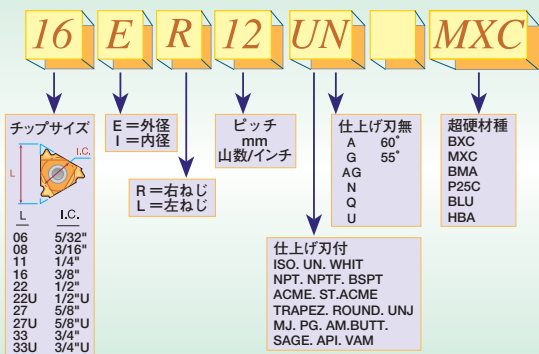 16 E R 12 UN MXC
チップサイズ
I.C.
L
L I.C.
06 5/32"
08 3/16"
11 1/4"
16 3/8"
22 1/2"
22U 1/2"U
27 5/8"
27U 5/8"U
33 3/4"
33U 3/4"U
E＝外径
I＝内径
R＝右ねじ
L＝左ねじ
ピッチ
mm
山数/インチ
仕上げ刃無
A 60°
G 55°
AG
N
Q
U
仕上げ刃付
ISO. UN. WHIT
NPT. NPTF. BSPT
ACME. ST.ACME
TRAPEZ. ROUND. UNJ
MJ. PG. AM.BUTT.
SAGE. API. VAM
超硬材種
BXC
MXC
BMA
P25C
BLU
HBA